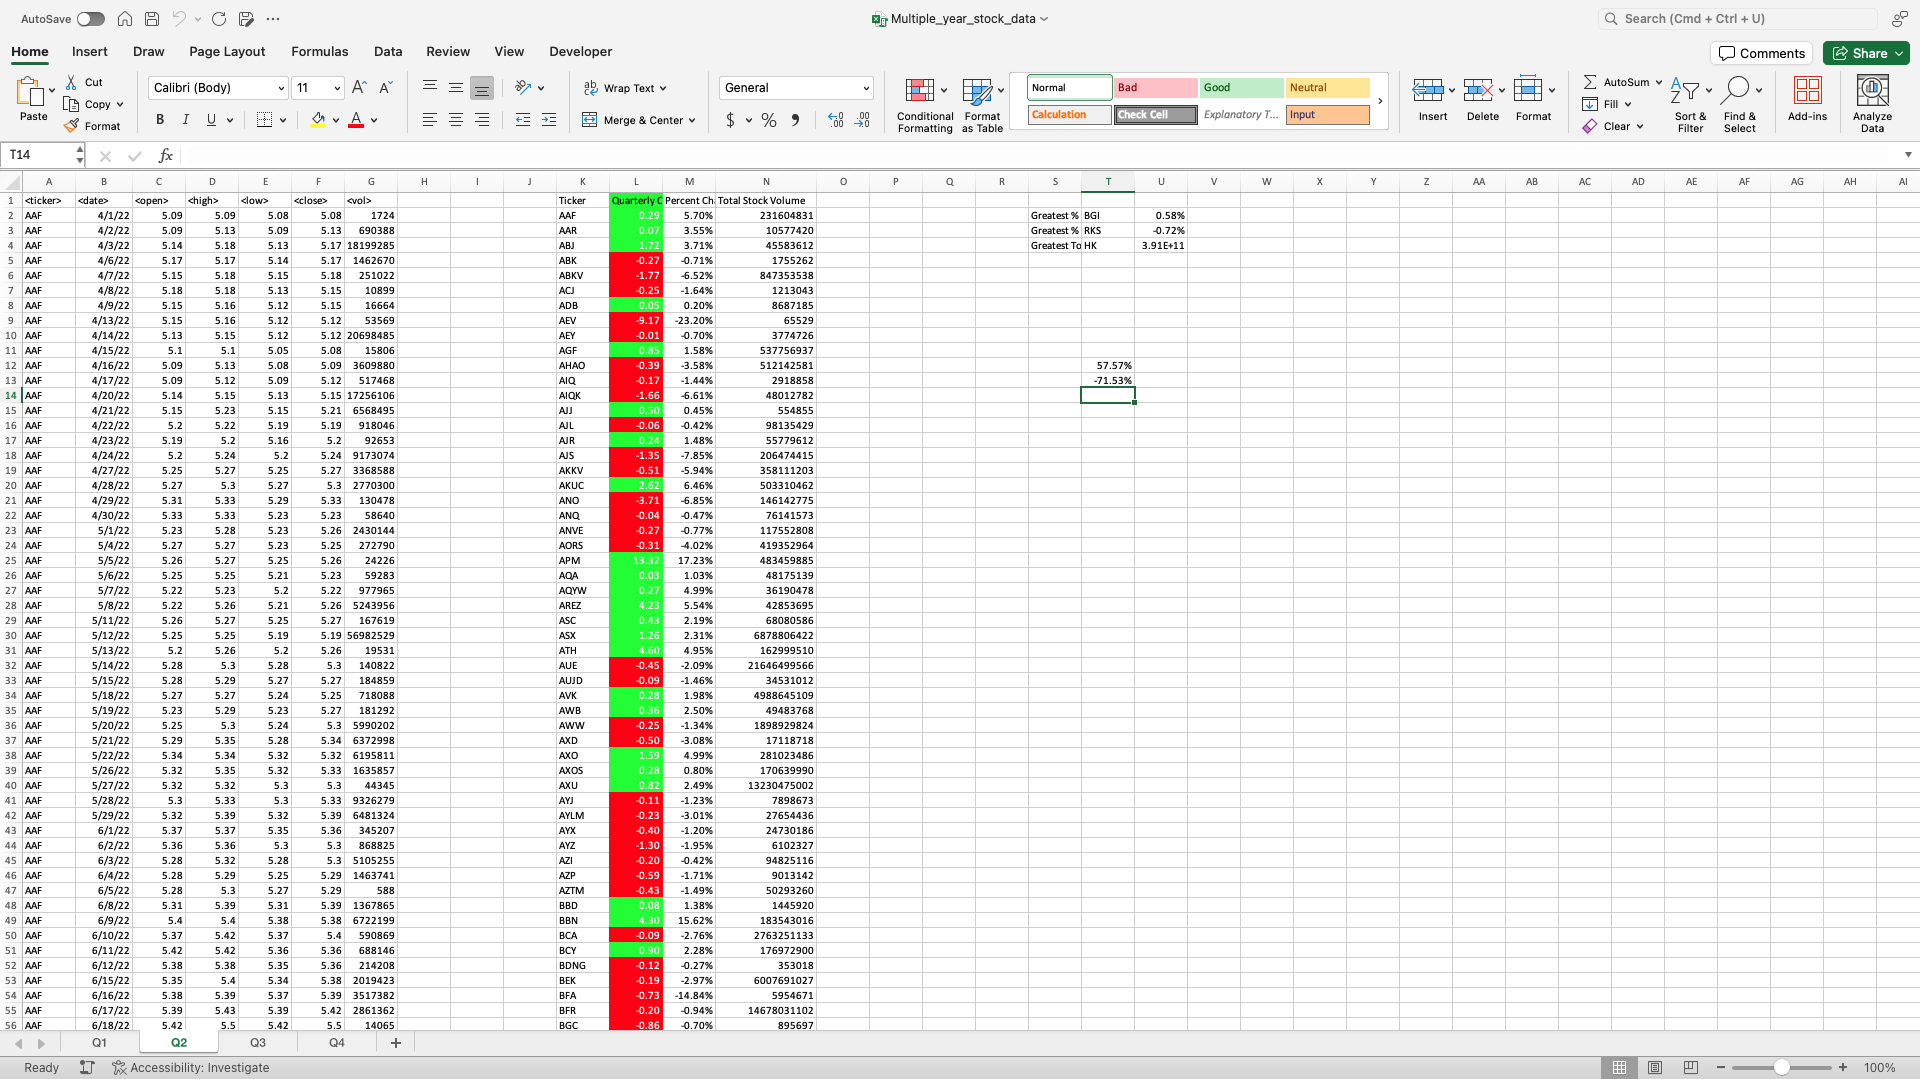 AutoSave
Multiple_year_stock_data
Search (Cmd + Ctrl + U)
Home Insert Draw Page Layout Formulas Data Review View Developer
Comments Share
Paste Cut Copy Format
Calibri (Body) 11
B I U
Wrap Text
Merge & Center
General
$ % 9
Conditional Formatting
Format as Table
Normal Bad Good Neutral
Calculation Check Cell Explanatory T... Input
Insert Delete Format
AutoSum Fill Clear
Sort & Filter
Find & Select
Add-ins
Analyze Data
T14 fx
A B C D E F G H I J K L M N O P Q R S T U V W X Y Z AA AB AC AD AE AF AG AH AI
1 <ticker> <date> <open> <high> <low> <close> <vol> Ticker Quarterly C Percent Ch Total Stock Volume
2 AAF 4/1/22 5.09 5.09 5.08 5.08 1724 AAF 0.29 5.70% 231604831 Greatest % BGI 0.58%
3 AAF 4/2/22 5.09 5.13 5.09 5.13 690388 AAR 0.07 3.55% 10577420 Greatest % RKS -0.72%
4 AAF 4/3/22 5.14 5.18 5.13 5.17 18199285 ABJ 1.72 3.71% 45583612 Greatest To HK 3.91E+11
5 AAF 4/6/22 5.17 5.17 5.14 5.17 1462670 ABK -0.27 -0.71% 1755262
6 AAF 4/7/22 5.15 5.18 5.15 5.18 251022 ABKV -1.77 -6.52% 847353538
7 AAF 4/8/22 5.18 5.18 5.13 5.15 10899 ACJ -0.25 -1.64% 1213043
8 AAF 4/9/22 5.15 5.16 5.12 5.15 16664 ADB 0.05 0.20% 8687185
9 AAF 4/13/22 5.15 5.16 5.12 5.12 53569 AEV -9.17 -23.20% 65529
10 AAF 4/14/22 5.13 5.15 5.12 5.12 20698485 AEY -0.01 -0.70% 3774726
11 AAF 4/15/22 5.1 5.1 5.05 5.08 15806 AGF 0.85 1.58% 537756937
12 AAF 4/16/22 5.09 5.13 5.08 5.09 3609880 AHAO -0.39 -3.58% 512142581 57.57%
13 AAF 4/17/22 5.09 5.12 5.09 5.12 517468 AIQ -0.17 -1.44% 2918858 -71.53%
14 AAF 4/20/22 5.14 5.15 5.13 5.15 17256106 AIQK -1.66 -6.61% 48012782
15 AAF 4/21/22 5.15 5.23 5.15 5.21 6568495 AJJ 0.50 0.45% 554855
16 AAF 4/22/22 5.2 5.22 5.19 5.19 918046 AJL -0.06 -0.42% 98135429
17 AAF 4/23/22 5.19 5.2 5.16 5.2 92653 AJR 0.24 1.48% 55779612
18 AAF 4/24/22 5.2 5.24 5.2 5.24 9173074 AJS -1.35 -7.85% 206474415
19 AAF 4/27/22 5.25 5.27 5.25 5.27 3368588 AKKV -0.51 -5.94% 358111203
20 AAF 4/28/22 5.27 5.3 5.27 5.3 2770300 AKUC 2.62 6.46% 503310462
21 AAF 4/29/22 5.31 5.33 5.29 5.33 130478 ANO -3.71 -6.85% 146142775
22 AAF 4/30/22 5.33 5.33 5.23 5.23 58640 ANQ -0.04 -0.47% 76141573
23 AAF 5/1/22 5.23 5.28 5.23 5.26 2430144 ANVE -0.27 -0.77% 117552808
24 AAF 5/4/22 5.27 5.27 5.23 5.25 272790 AORS -0.31 -4.02% 419352964
25 AAF 5/5/22 5.26 5.27 5.25 5.26 24226 APM 13.32 17.23% 483459885
26 AAF 5/6/22 5.25 5.25 5.21 5.23 59283 AQA 0.03 1.03% 48175139
27 AAF 5/7/22 5.22 5.23 5.2 5.22 977965 AQYW 0.27 4.99% 36190478
28 AAF 5/8/22 5.22 5.26 5.21 5.26 5243956 AREZ 4.23 5.54% 42853695
29 AAF 5/11/22 5.26 5.27 5.25 5.27 167619 ASC 0.43 2.19% 68080586
30 AAF 5/12/22 5.25 5.25 5.19 5.19 56982529 ASX 1.26 2.31% 6878806422
31 AAF 5/13/22 5.2 5.26 5.2 5.26 19531 ATH 4.60 4.95% 162999510
32 AAF 5/14/22 5.28 5.3 5.28 5.3 140822 AUE -0.45 -2.09% 21646499566
33 AAF 5/15/22 5.28 5.29 5.27 5.27 184859 AUJD -0.09 -1.46% 34531012
34 AAF 5/18/22 5.27 5.27 5.24 5.25 718088 AVK 0.28 1.98% 4988645109
35 AAF 5/19/22 5.23 5.29 5.23 5.27 181292 AWB 0.36 2.50% 49483768
36 AAF 5/20/22 5.25 5.3 5.24 5.3 5990202 AWW -0.25 -1.34% 1898929824
37 AAF 5/21/22 5.29 5.35 5.28 5.34 6372998 AXD -0.50 -3.08% 17118718
38 AAF 5/22/22 5.34 5.34 5.32 5.32 6195811 AXO 1.59 4.99% 281023486
39 AAF 5/26/22 5.32 5.35 5.32 5.33 1635857 AXOS 0.28 0.80% 170639990
40 AAF 5/27/22 5.32 5.32 5.3 5.3 44345 AXU 0.82 2.49% 13230475002
41 AAF 5/28/22 5.3 5.33 5.3 5.33 9326279 AYJ -0.11 -1.23% 7898673
42 AAF 5/29/22 5.32 5.39 5.32 5.39 6481324 AYLM -0.23 -3.01% 27654436
43 AAF 6/1/22 5.37 5.37 5.35 5.36 345207 AYX -0.40 -1.20% 24730186
44 AAF 6/2/22 5.36 5.36 5.3 5.3 868825 AYZ -1.30 -1.95% 6102327
45 AAF 6/3/22 5.28 5.32 5.28 5.3 5105255 AZI -0.20 -0.42% 94825116
46 AAF 6/4/22 5.28 5.29 5.25 5.29 1463741 AZP -0.59 -1.71% 9013142
47 AAF 6/5/22 5.28 5.3 5.27 5.29 588 AZTM -0.43 -1.49% 50293260
48 AAF 6/8/22 5.31 5.39 5.31 5.39 1367865 BBD 0.08 1.38% 1445920
49 AAF 6/9/22 5.4 5.4 5.38 5.38 6722199 BBN 4.30 15.62% 183543016
50 AAF 6/10/22 5.37 5.42 5.37 5.4 590869 BCA -0.09 -2.76% 2763251133
51 AAF 6/11/22 5.42 5.42 5.36 5.36 688146 BCY 0.90 2.28% 176972900
52 AAF 6/12/22 5.38 5.38 5.35 5.36 214208 BDNG -0.12 -0.27% 353018
53 AAF 6/15/22 5.35 5.4 5.34 5.38 2019423 BEK -0.19 -2.97% 6007691027
54 AAF 6/16/22 5.38 5.39 5.37 5.39 3517382 BFA -0.73 -14.84% 5954671
55 AAF 6/17/22 5.39 5.43 5.39 5.42 2861362 BFR -0.20 -0.94% 14678031102
56 AAF 6/18/22 5.42 5.5 5.42 5.5 14065 BGC -0.86 -0.70% 895697
Q1 Q2 Q3 Q4 +
Ready Accessibility: Investigate 100%